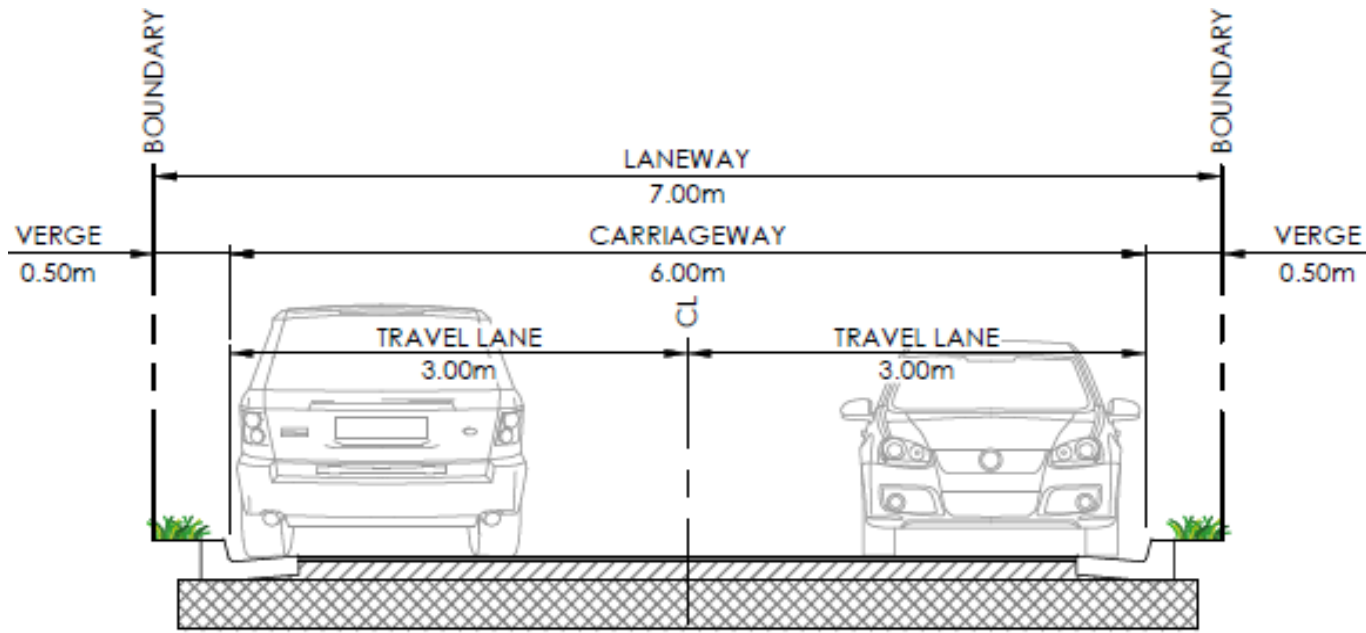 BOUNDARY
BOUNDARY
LANEWAY
7.00m
VERGE
0.50m
CARRIAGEWAY
6.00m
VERGE
0.50m
CL
TRAVEL LANE
3.00m
TRAVEL LANE
3.00m